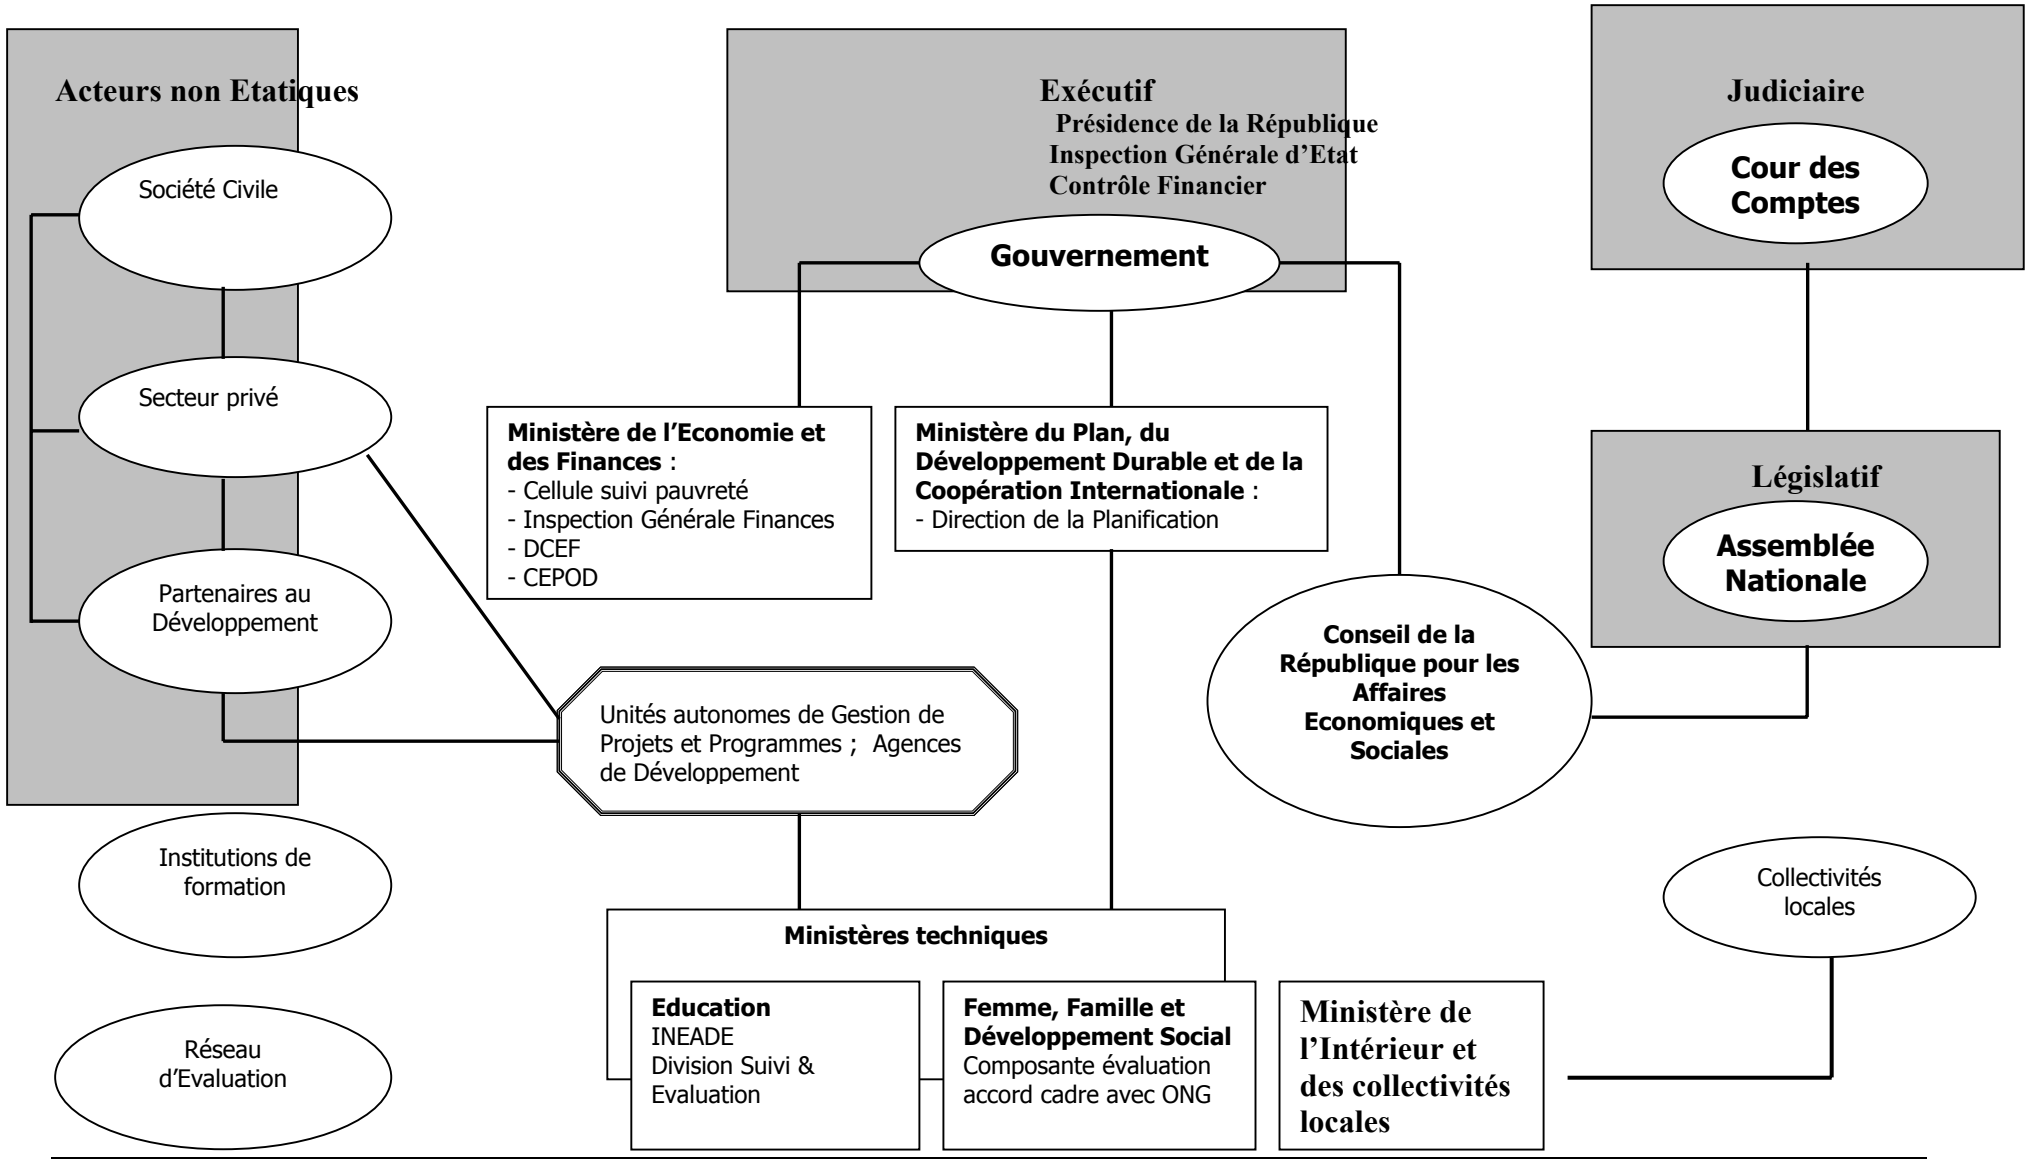 Acteurs non Etatiques
Société Civile
Secteur privé
Partenaires au
Développement
Institutions de
formation
Réseau
d'Evaluation
Exécutif
Présidence de la République
Inspection Générale d’Etat
Contrôle Financier
Gouvernement
Ministère de l’Economie et
des Finances :
- Cellule suivi pauvreté
- Inspection Générale Finances
- DCEF
- CEPOD
Ministère du Plan, du
Développement Durable et de la
Coopération Internationale :
- Direction de la Planification
Unités autonomes de Gestion de
Projets et Programmes ; Agences
de Développement
Ministères techniques
Education
INEADE
Division Suivi &
Evaluation
Femme, Famille et
Développement Social
Composante évaluation
accord cadre avec ONG
Ministère de
l’Intérieur et
des collectivités
locales
Conseil de la
République pour les
Affaires
Economiques et
Sociales
Judiciaire
Cour des
Comptes
Législatif
Assemblée
Nationale
Collectivités
locales